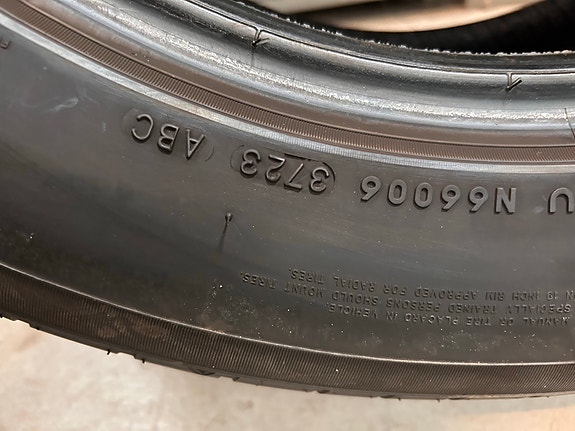 MANUAL OR TIRE PLACARD IN VEHICLE
SPECIALLY TRAINED PERSONS SHOULD MOUNT TIRES.
INCH RIM APPROVED FOR RADIAL TIRES.
U N66006 (3723) (ABC)